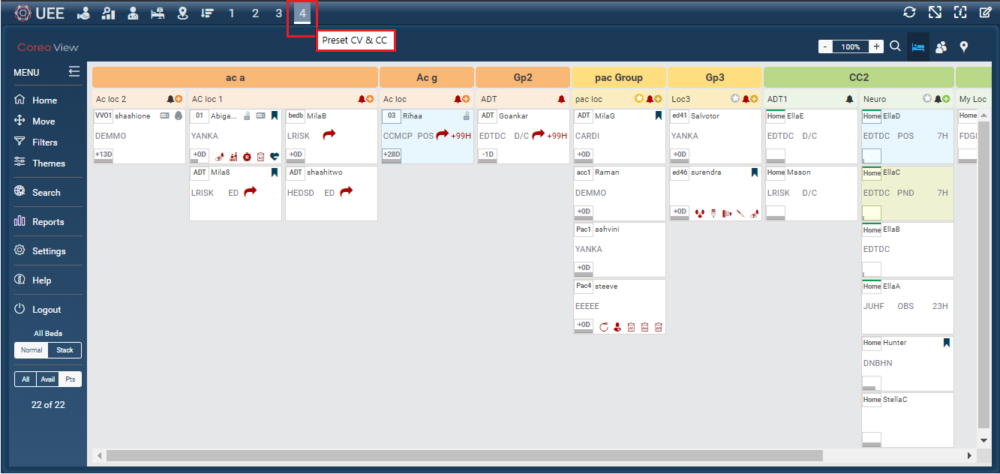 UEE 1 2 3 4
Preset CV & CC
Coreo View
- 100% +
MENU
Home
Move
Filters
Themes
Search
Reports
Settings
Help
Logout
All Beds
Normal Stack
All Avail Pts
22 of 22
ac a Ac g Gp2 pac Group Gp3 CC2
Ac loc 2 AC loc 1 Ac loc ADT pac loc Loc3 ADT1 Neuro My Loc
VV01 shashione
DEMMO
+13D
01 Abiga...
YANKA
+0D
ADT Mila8
LRISK ED
bedb MilaB
LRISK
+0D
ADT shashitwo
HEDSD ED
03 Rihaa
CCMCP POS +99H
+28D
ADT Goankar
EDTDC D/C +99H
-1D
ADT MilaG
CARDI
+0D
acc1 Raman
DEMMO
+0D
Pac1 ashvini
YANKA
+0D
Pac4 steeve
EEEEE
+0D
ed41 Salvotor
YANKA
+0D
ed46 surendra
+0D
Home EllaE
EDTDC D/C
Home Mason
LRISK D/C
Home EllaD
EDTDC POS 7H
Home EllaC
EDTDC PND 7H
Home EllaB
EDTDC
Home EllaA
JUHF OBS 23H
Home Hunter
DNBHN
Home StellaC
Home
FDGI